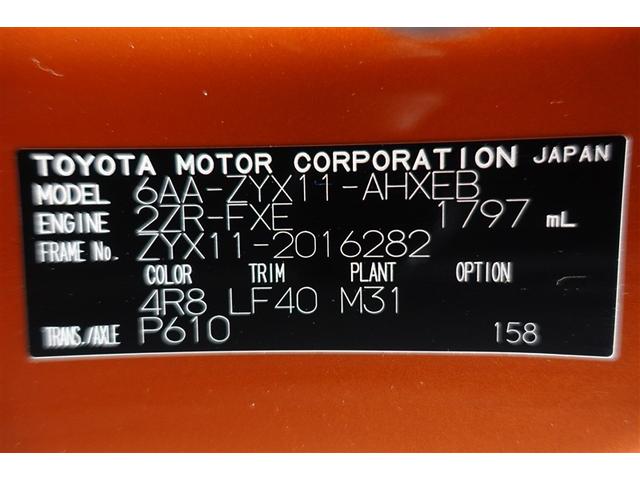 TOYOTA MOTOR CORPORATION JAPAN
MODEL 6AA-ZYX11-AHXEB
ENGINE 2ZR-FXE 1797 mL
FRAME No. ZYX11-2016282
COLOR TRIM PLANT OPTION
4R8 LF40 M31
TRANS./AXLE P610 158